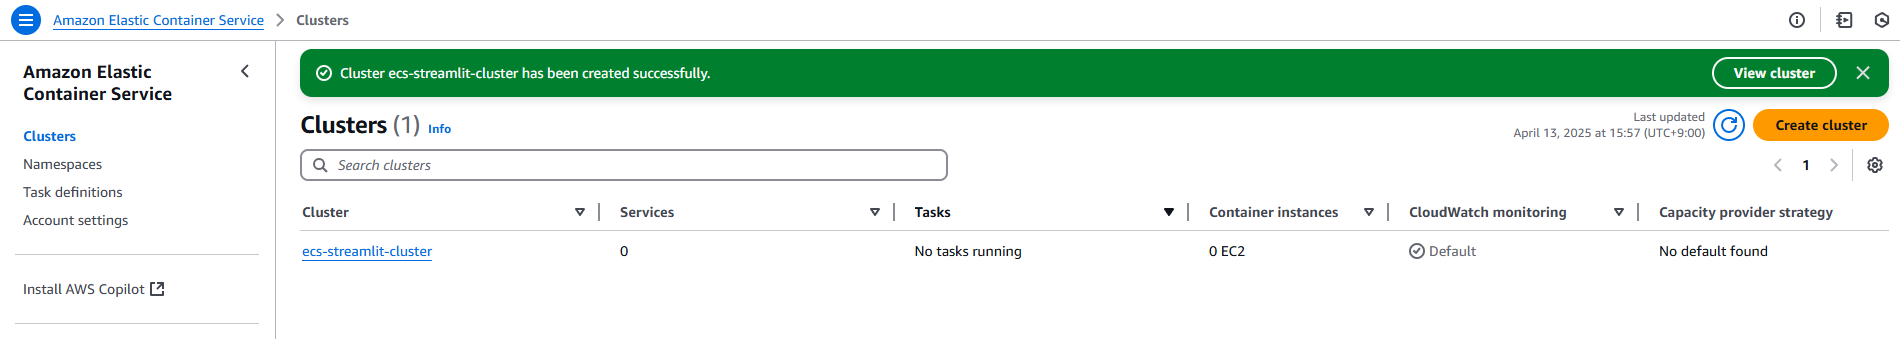 Amazon Elastic Container Service > Clusters
Amazon Elastic
Container Service
Clusters
Namespaces
Task definitions
Account settings
Install AWS Copilot
Cluster ecs-streamlit-cluster has been created successfully.
View cluster
Clusters (1) Info
Last updated
April 13, 2025 at 15:57 (UTC+9:00)
Create cluster
Search clusters
1
Cluster Services Tasks Container instances CloudWatch monitoring Capacity provider strategy
ecs-streamlit-cluster 0 No tasks running 0 EC2 Default No default found